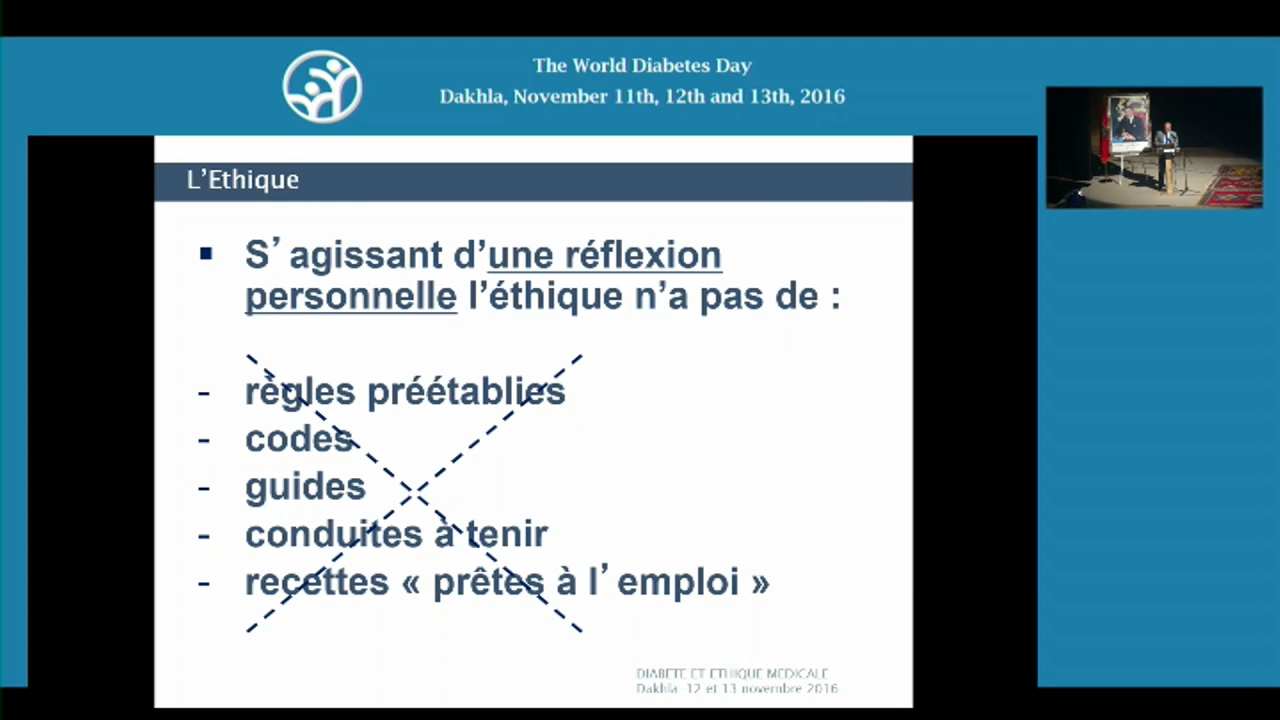 The World Diabetes Day
Dakhla, November 11th, 12th and 13th, 2016
L’Ethique
▪ S’ agissant d’une réflexion
personnelle l’éthique n’a pas de :
- règles préétablies
- codes
- guides
- conduites à tenir
- recettes « prêtes à l’ emploi »
DIABETE ET ETHIQUE MEDICALE
Dakhla-12 et 13 novembre 2016